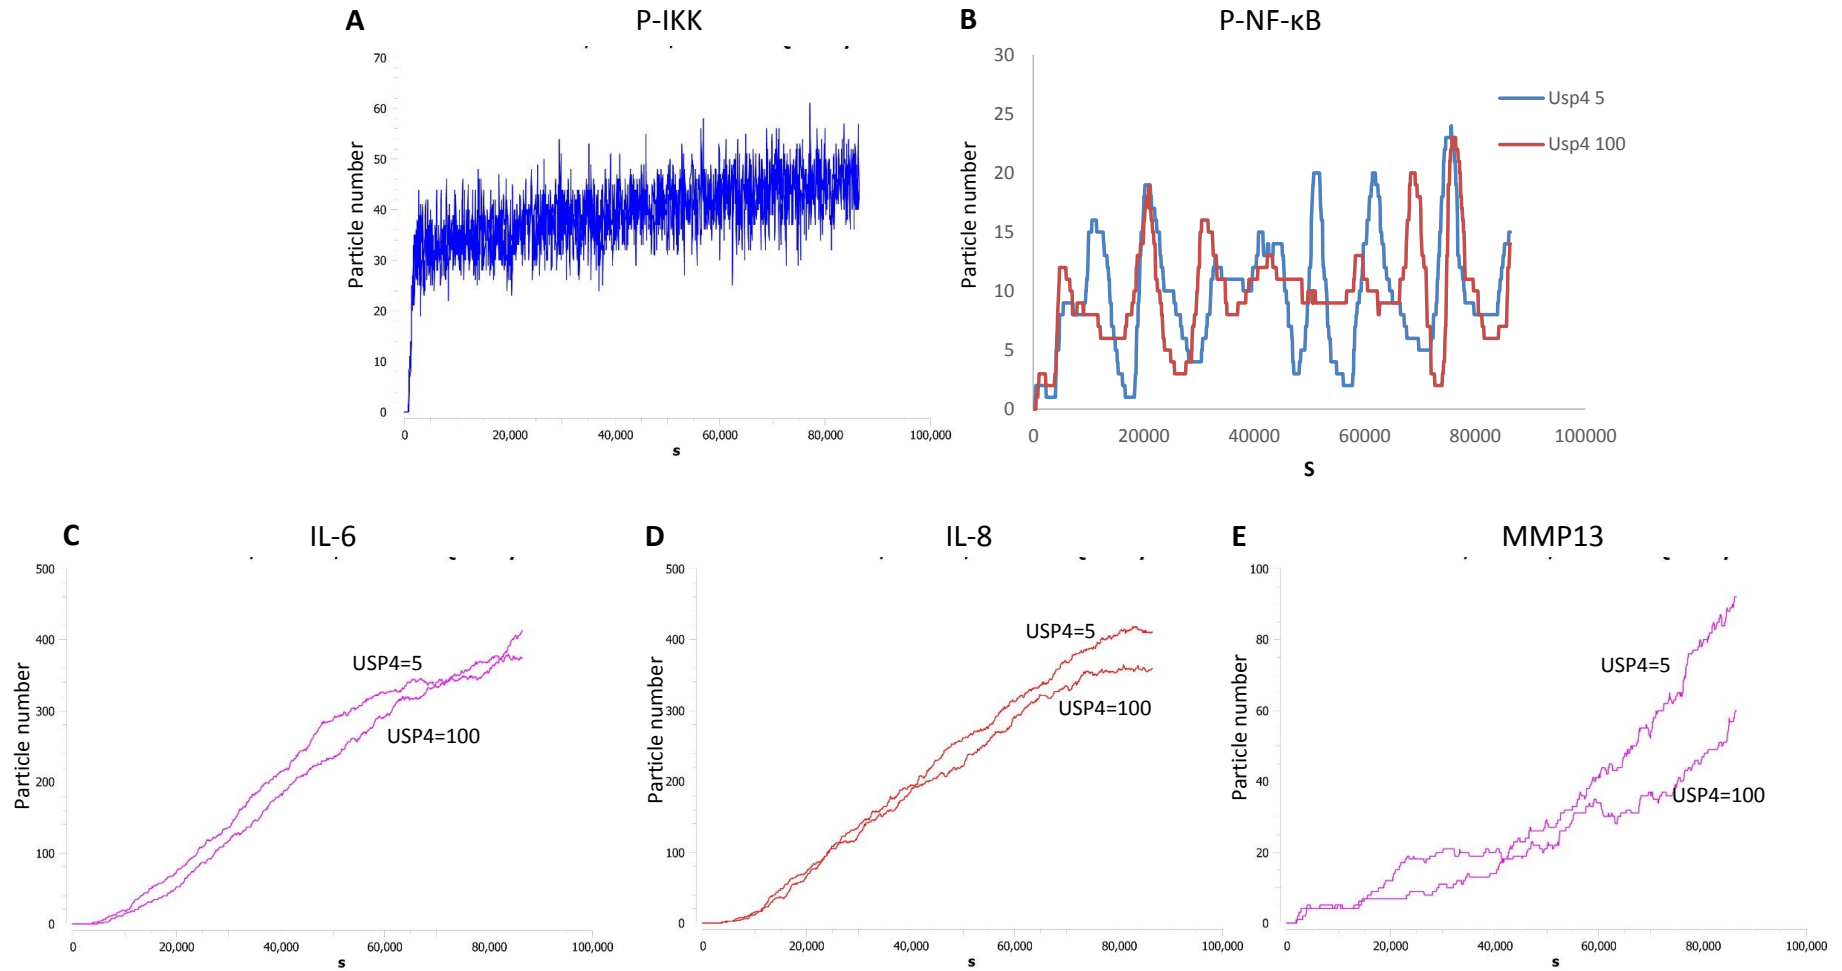 A P-IKK
70
60
50
40
30
20
10
0
Particle number
0 20,000 40,000 60,000 80,000 100,000
s
B P-NF-κB
30
25
20
15
10
5
0
Particle number
Usp4 5
Usp4 100
0 20000 40000 60000 80000 100000
S
C IL-6
500
400
300
200
100
0
Particle number
USP4=5
USP4=100
0 20,000 40,000 60,000 80,000 100,000
s
D IL-8
500
400
300
200
100
0
Particle number
USP4=5
USP4=100
0 20,000 40,000 60,000 80,000 100,000
s
E MMP13
100
80
60
40
20
0
Particle number
USP4=5
USP4=100
0 20,000 40,000 60,000 80,000 100,000
s